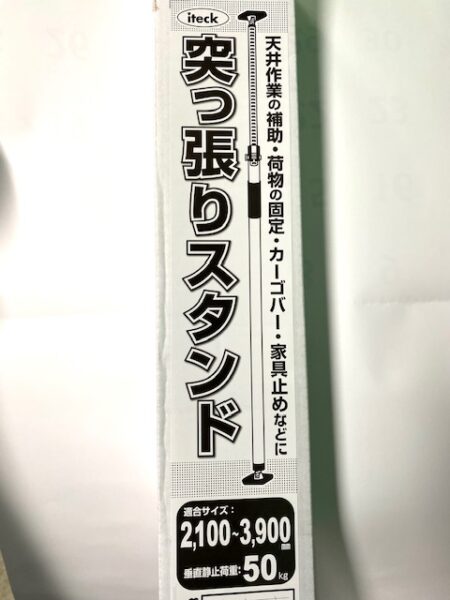 iteck
突っ張りスタンド
天井作業の補助・荷物の固定・カーゴバー・家具止めなどに
適合サイズ:
2,100~3,900mm
垂直静止荷重:50kg